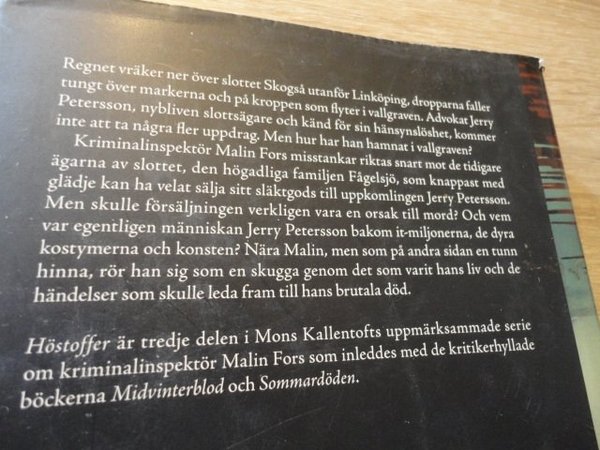 Regnet vräker ner över slottet Skogså utanför Linköping, dropparna faller
tungt över markerna och på kroppen som flyter i vallgraven. Advokat Jerry
Petersson, nybliven slottsägare och känd för sin hänsynslöshet, kommer
inte att ta några fler uppdrag. Men hur har han hamnat i vallgraven?
Kriminalinspektör Malin Fors misstankar riktas snart mot de tidigare
ägarna av slottet, den högadliga familjen Fågelsjö, som knappast med
glädje kan ha velat sälja sitt släktgods till uppkomlingen Jerry Petersson.
Men skulle försäljningen verkligen vara en orsak till mord? Och vem
var egentligen människan Jerry Petersson bakom it-miljonerna, de dyra
kostymerna och konsten? Nära Malin, men som på andra sidan en tunn
hinna, rör han sig som en skugga genom det som varit hans liv och de
händelser som skulle leda fram till hans brutala död.
Höstoffer är tredje delen i Mons Kallentofts uppmärksammade serie
om kriminalinspektör Malin Fors som inleddes med de kritikerhyllade
böckerna Midvinterblod och Sommardöden.